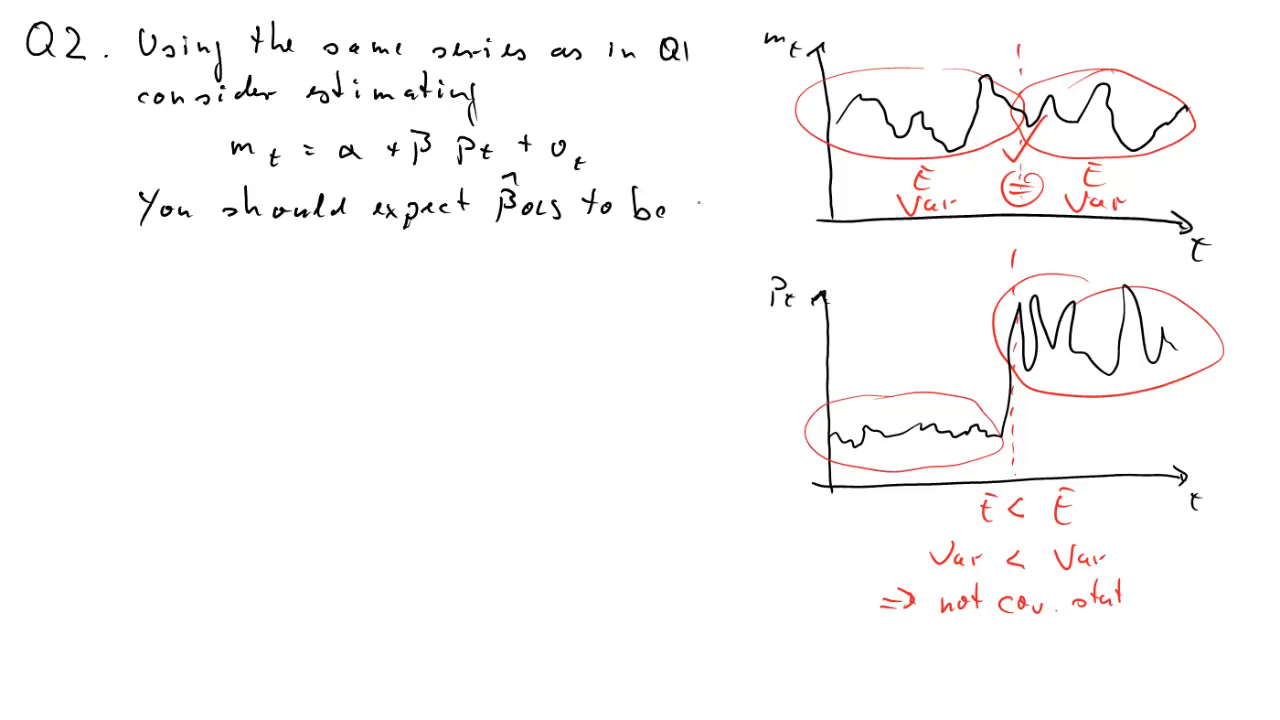 Q2. Using the same series as in Q1
consider estimating
m_t = α + β p_t + υ_t
You should expect β̂_OLS to be
m_t
E E
Var = Var
t
P_t
t
E < E
Var < Var
⇒ not cov. stat